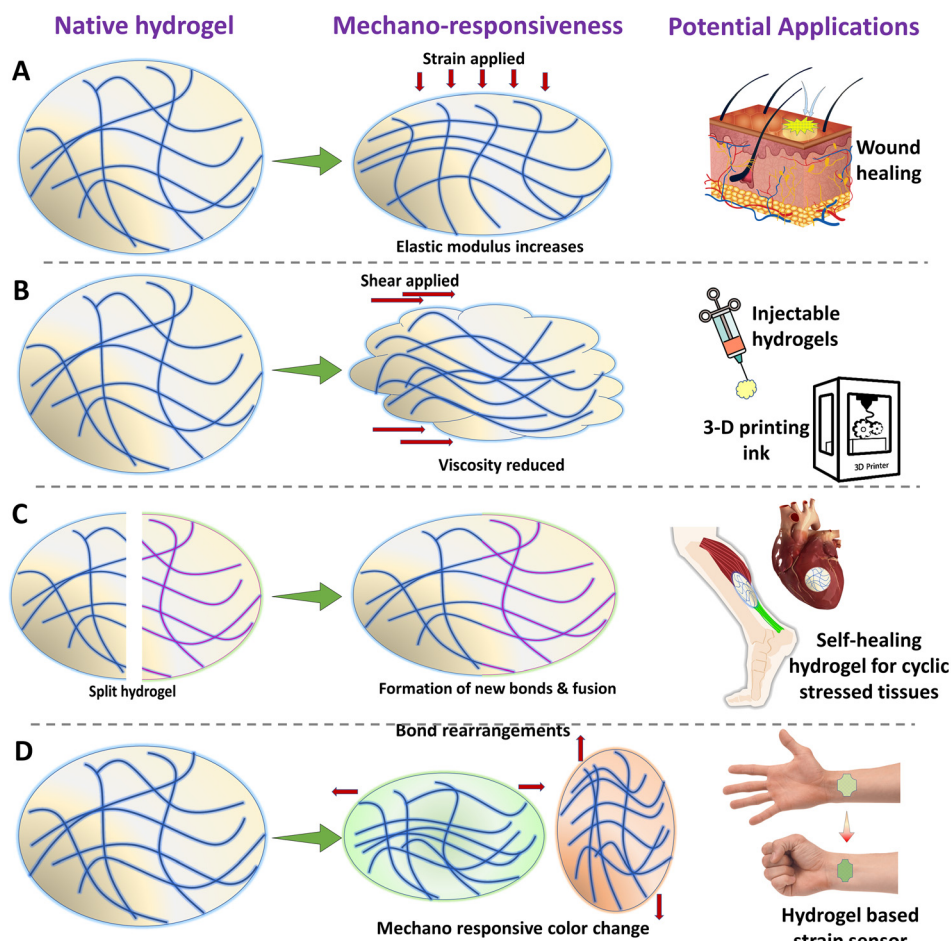 Native hydrogel
Mechano-responsiveness
Potential Applications
A
Strain applied
Elastic modulus increases
Wound
healing
B
Shear applied
Viscosity reduced
Injectable
hydrogels
3-D printing
ink
3D Printer
C
Split hydrogel
Formation of new bonds & fusion
Self-healing
hydrogel for cyclic
stressed tissues
D
Bond rearrangements
Mechano responsive color change
Hydrogel based
strain sensor